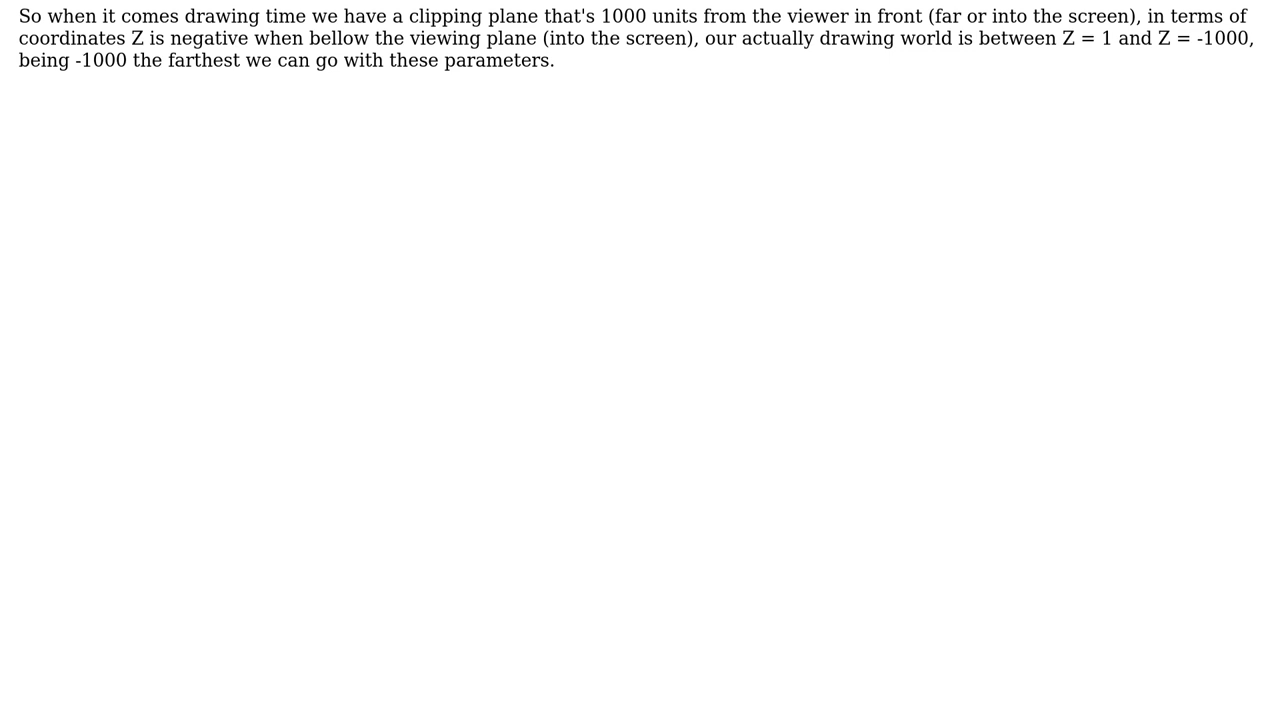 So when it comes drawing time we have a clipping plane that's 1000 units from the viewer in front (far or into the screen), in terms of
coordinates Z is negative when bellow the viewing plane (into the screen), our actually drawing world is between Z = 1 and Z = -1000,
being -1000 the farthest we can go with these parameters.